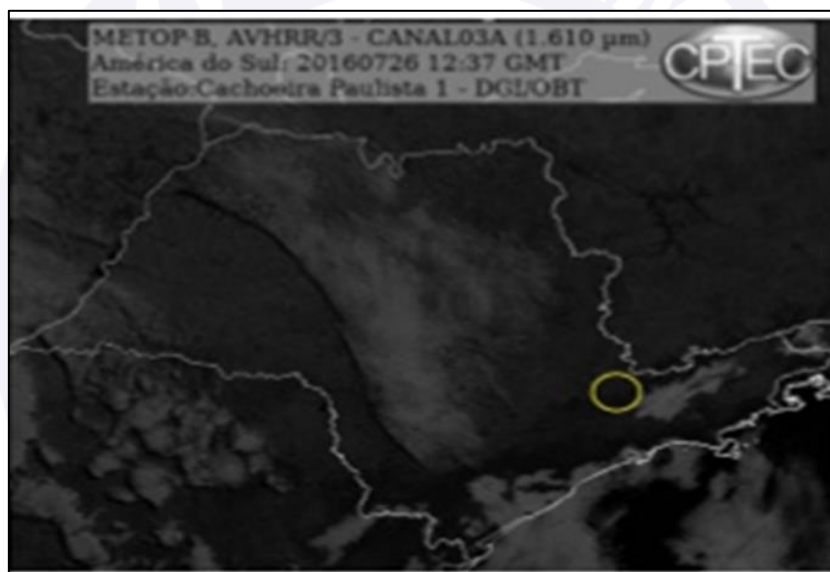 METOP-B, AVHRR/3 - CANAL03A (1.610 µm)
América do Sul: 20160726 12:37 GMT
Estação:Cachoeira Paulista 1 - DGI/OBT
CPTEC